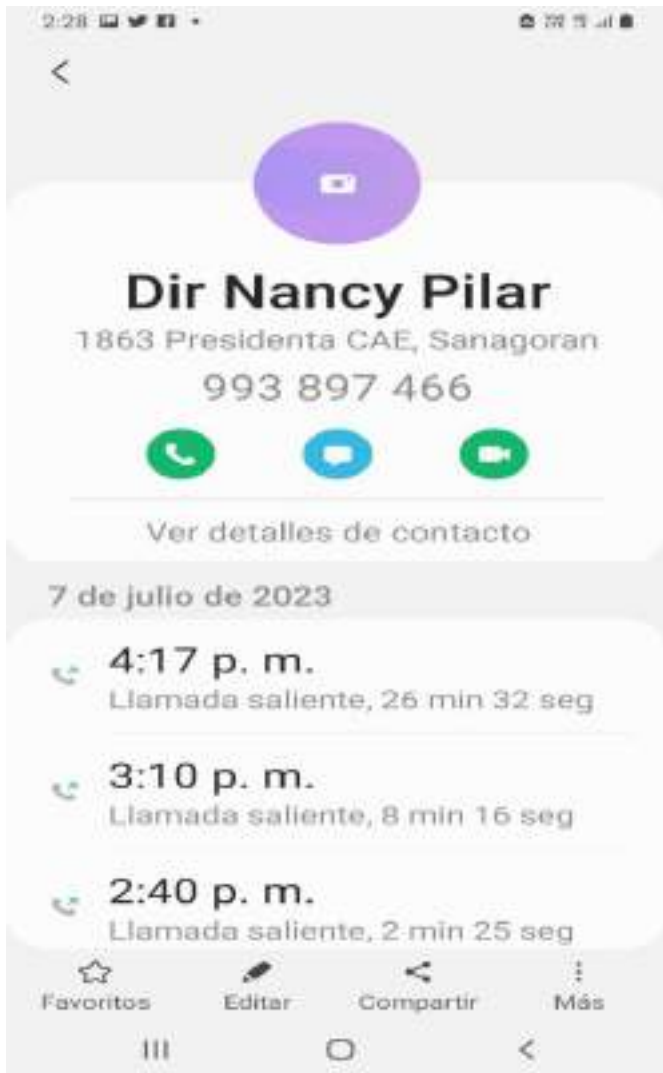 2:28
Dir Nancy Pilar
1863 Presidenta CAE, Sanagoran
993 897 466
Ver detalles de contacto
7 de julio de 2023
4:17 p. m.
Llamada saliente, 26 min 32 seg
3:10 p. m.
Llamada saliente, 8 min 16 seg
2:40 p. m.
Llamada saliente, 2 min 25 seg
Favoritos Editar Compartir Más